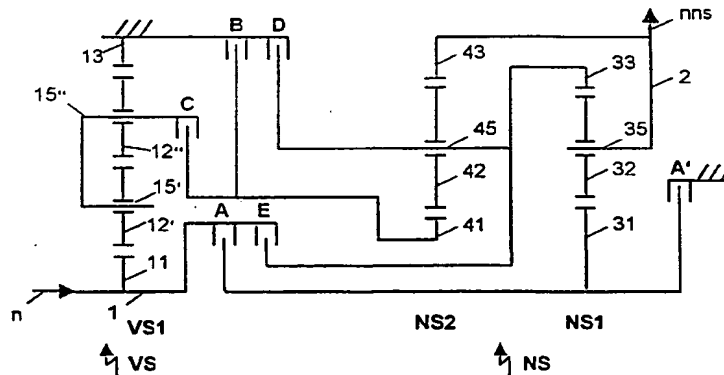 B D nns
13 43 33 2
15" C
45 35
12" 42 32 A'
15'
A E
12' 41 31
11
n 1 VS1 NS2 NS1
VS NS